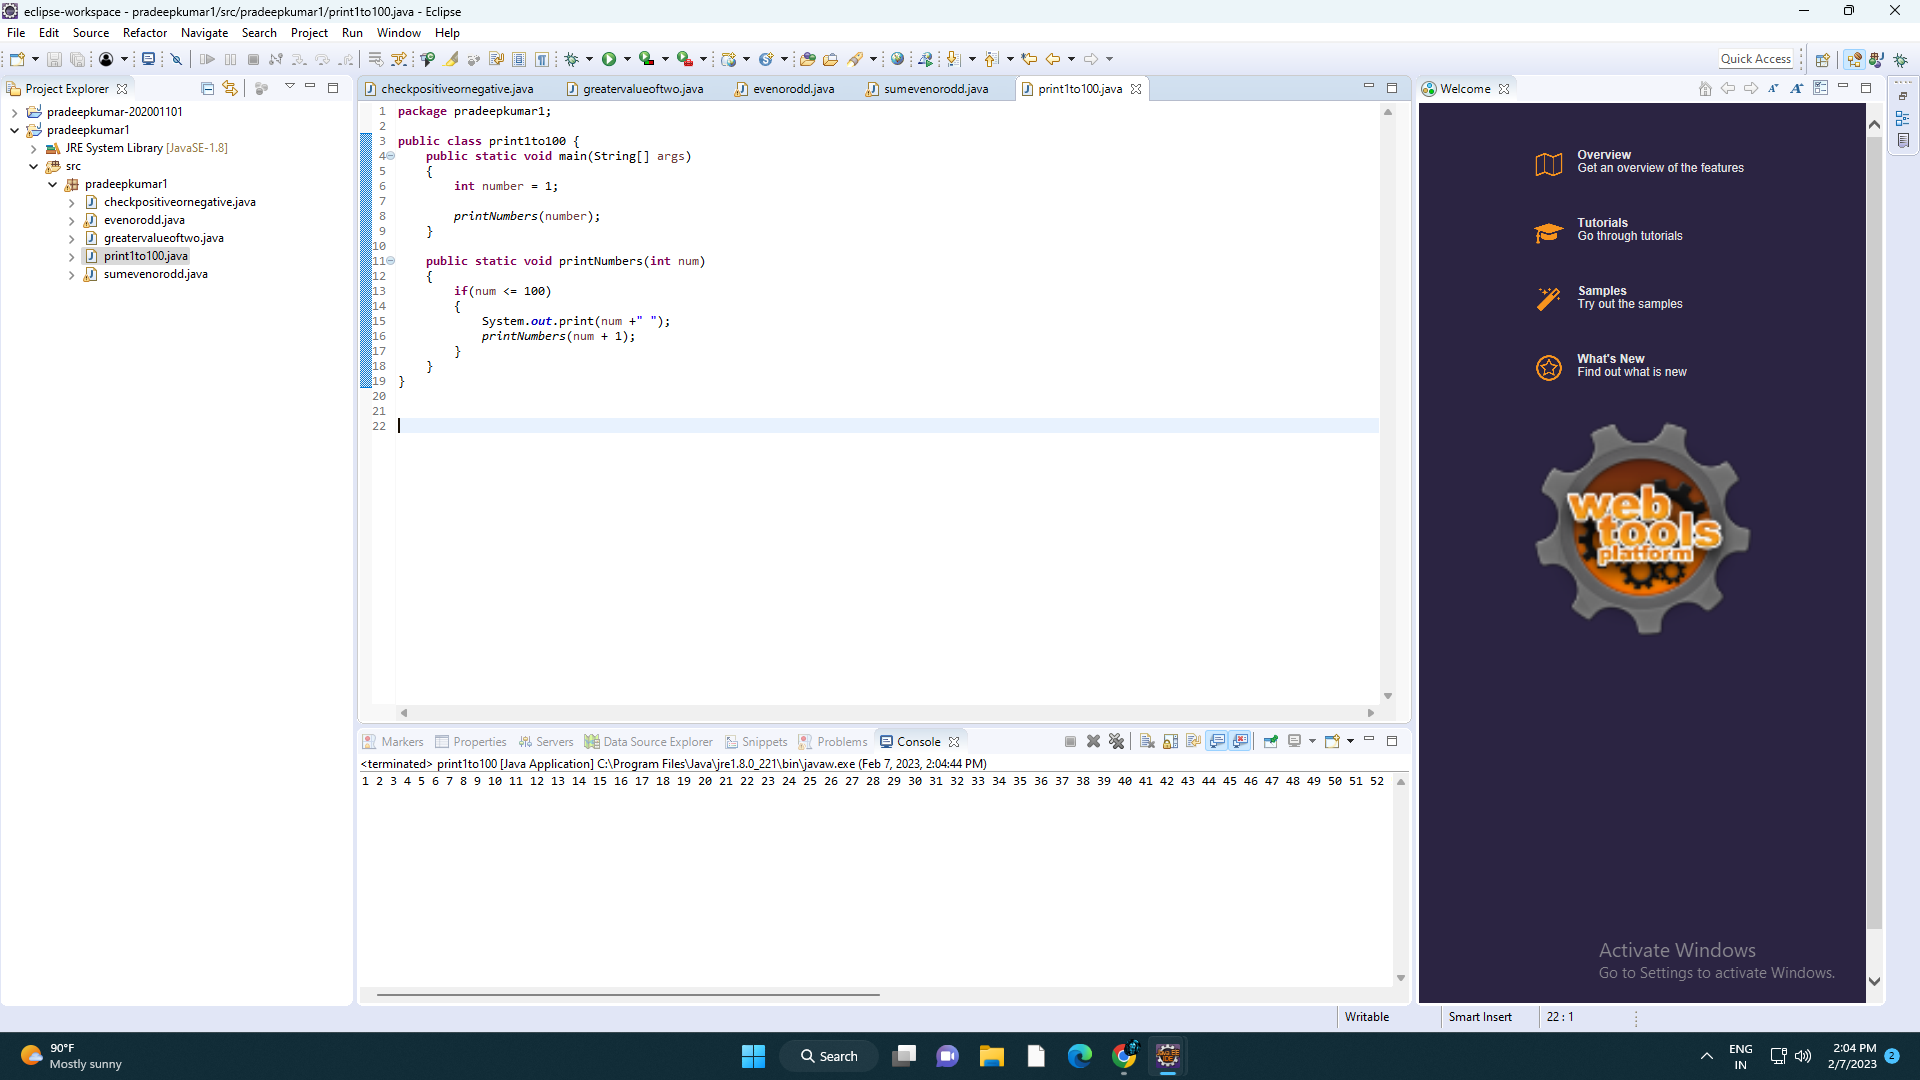 eclipse-workspace - pradeepkumar1/src/pradeepkumar1/print1to100.java - Eclipse
File Edit Source Refactor Navigate Search Project Run Window Help
Quick Access
Project Explorer
pradeepkumar-202001101
pradeepkumar1
JRE System Library [JavaSE-1.8]
src
pradeepkumar1
checkpositiveornegative.java
evenorodd.java
greatervalueoftwo.java
print1to100.java
sumevenorodd.java
checkpositiveornegative.java greatervalueoftwo.java evenorodd.java sumevenorodd.java print1to100.java
1 package pradeepkumar1;
2
3 public class print1to100 {
4 public static void main(String[] args)
5 {
6 int number = 1;
7
8 printNumbers(number);
9 }
10
11 public static void printNumbers(int num)
12 {
13 if(num <= 100)
14 {
15 System.out.print(num +" ");
16 printNumbers(num + 1);
17 }
18 }
19 }
20
21
22
Markers Properties Servers Data Source Explorer Snippets Problems Console
<terminated> print1to100 [Java Application] C:\Program Files\Java\jre1.8.0_221\bin\javaw.exe (Feb 7, 2023, 2:04:44 PM)
1 2 3 4 5 6 7 8 9 10 11 12 13 14 15 16 17 18 19 20 21 22 23 24 25 26 27 28 29 30 31 32 33 34 35 36 37 38 39 40 41 42 43 44 45 46 47 48 49 50 51 52
Welcome
Overview
Get an overview of the features
Tutorials
Go through tutorials
Samples
Try out the samples
What's New
Find out what is new
web
tools
platform
Activate Windows
Go to Settings to activate Windows.
Writable Smart Insert 22 : 1
90°F
Mostly sunny
Search
ENG
IN
2:04 PM
2/7/2023
2